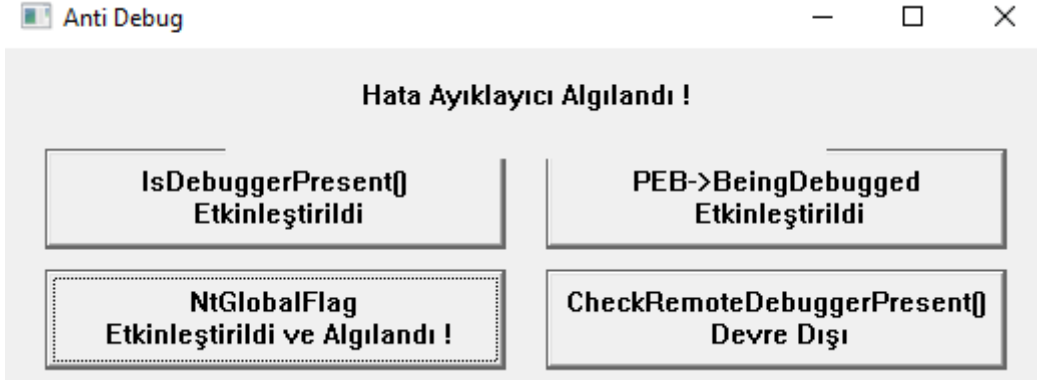 Anti Debug
Hata Ayıklayıcı Algılandı !
IsDebuggerPresent()
Etkinleştirildi
PEB->BeingDebugged
Etkinleştirildi
NtGlobalFlag
Etkinleştirildi ve Algılandı !
CheckRemoteDebuggerPresent()
Devre Dışı